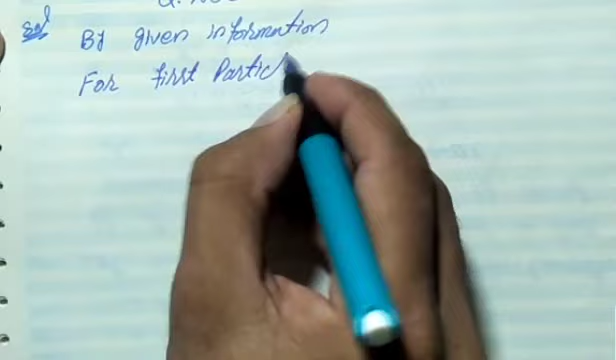 Sol
By given information
For first Partic